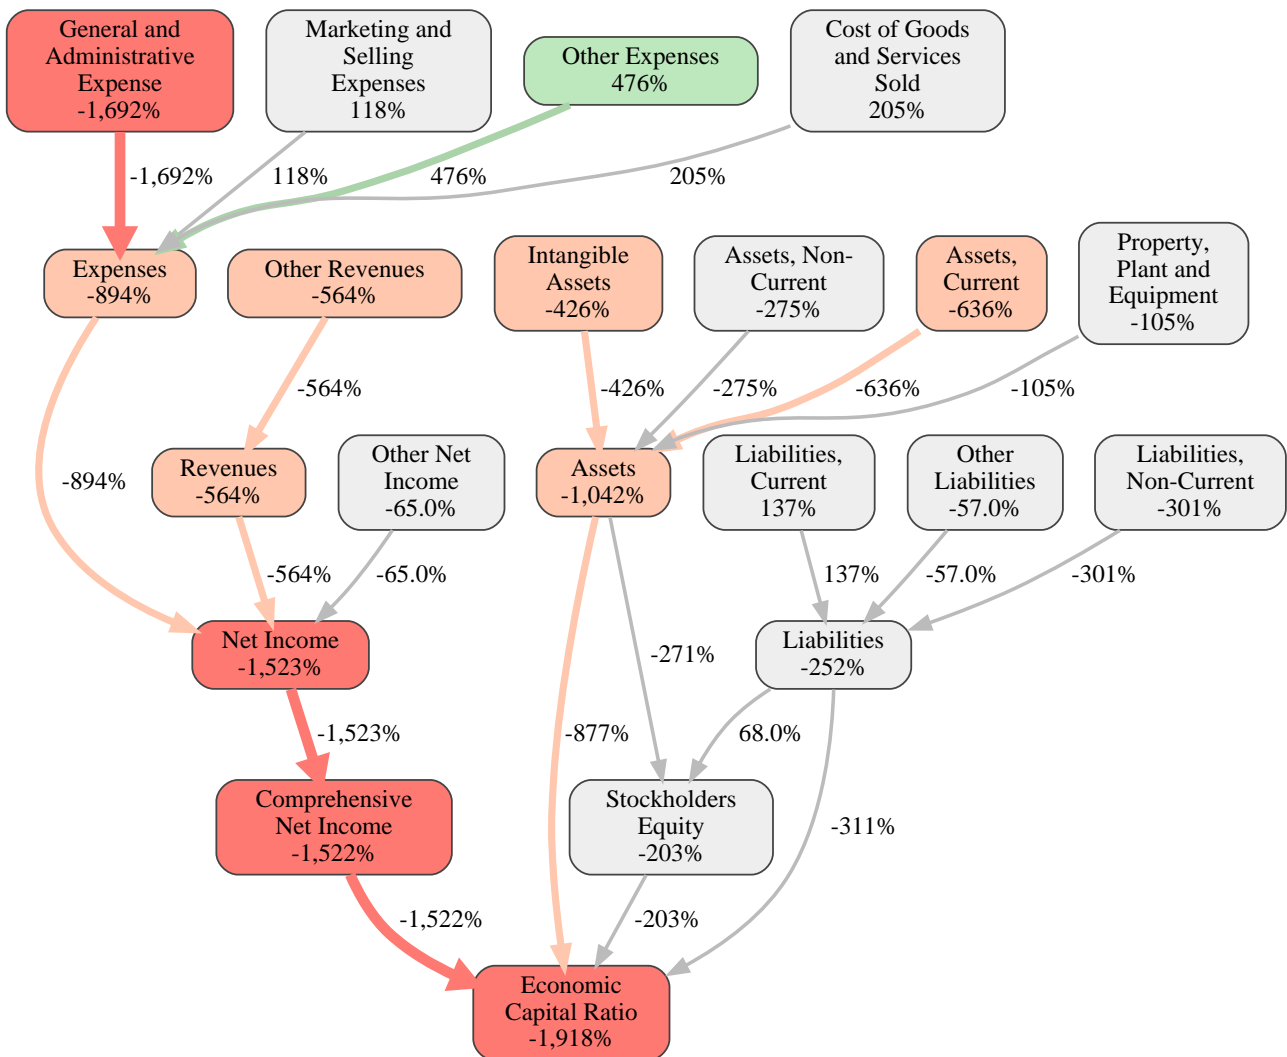 General and
Administrative
Expense
-1,692%
Marketing and
Selling
Expenses
118%
Other Expenses
476%
Cost of Goods
and Services
Sold
205%
-1,692%
118%
476%
205%
Expenses
-894%
Other Revenues
-564%
Intangible
Assets
-426%
Assets, Non-
Current
-275%
Assets,
Current
-636%
Property,
Plant and
Equipment
-105%
-564%
-426%
-275%
-636%
-105%
-894%
Revenues
-564%
Other Net
Income
-65.0%
Assets
-1,042%
Liabilities,
Current
137%
Other
Liabilities
-57.0%
Liabilities,
Non-Current
-301%
-564%
-65.0%
137%
-57.0%
-301%
Net Income
-1,523%
-271%
Liabilities
-252%
-1,523%
-877%
68.0%
Comprehensive
Net Income
-1,522%
Stockholders
Equity
-203%
-311%
-1,522%
-203%
Economic
Capital Ratio
-1,918%